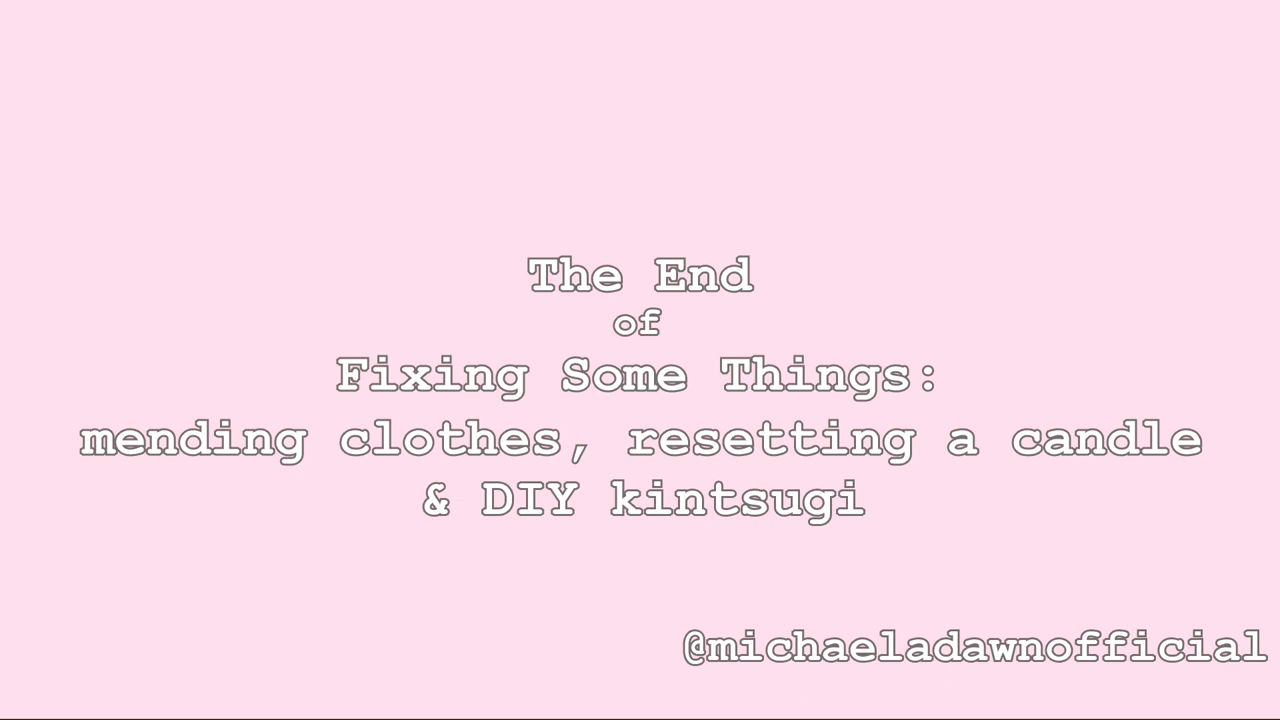 The End
of
Fixing Some Things:
mending clothes, resetting a candle
& DIY kintsugi
@michaeladawnofficial